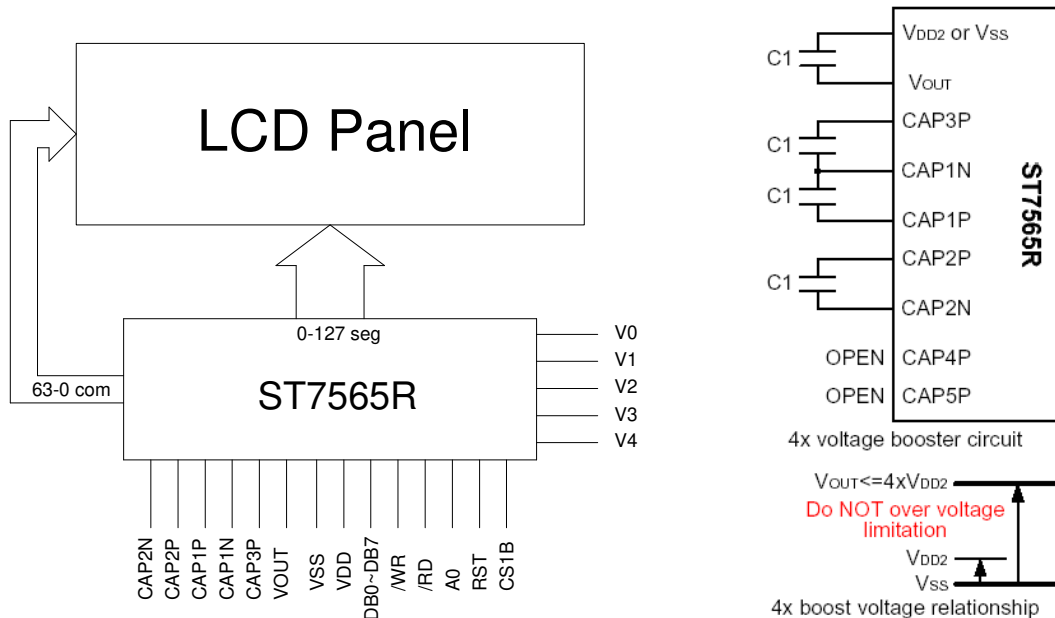 LCD Panel
0-127 seg
63-0 com
ST7565R
V0
V1
V2
V3
V4
CAP2N
CAP2P
CAP1P
CAP1N
CAP3P
VOUT
VSS
VDD
DB0~DB7
/WR
/RD
A0
RST
CS1B
C1
VDD2 or VSS
VOUT
C1
CAP3P
CAP1N
C1
CAP1P
CAP2P
C1
CAP2N
OPEN CAP4P
OPEN CAP5P
ST7565R
4x voltage booster circuit
VOUT<=4xVDD2
Do NOT over voltage
limitation
VDD2
VSS
4x boost voltage relationship